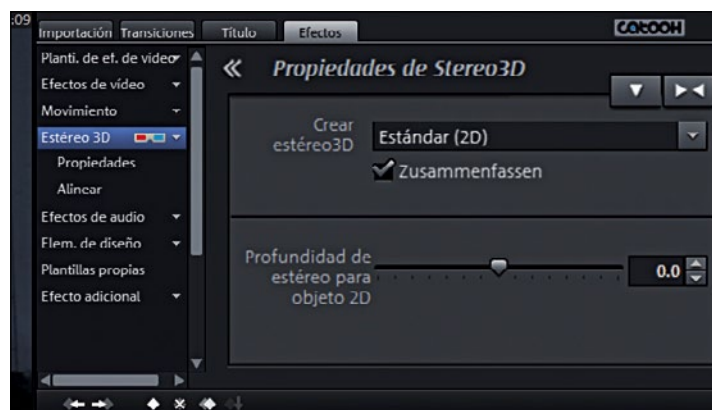 :09
Importación Transiciones Título Efectos
CATOOH
Planti. de ef. de video
Efectos de vídeo
Movimiento
Estéreo 3D
Propiedades
Alinear
Efectos de audio
Elem. de diseño
Plantillas propias
Efecto adicional
Propiedades de Stereo3D
Crear
estéreo3D
Estándar (2D)
Zusammenfassen
Profundidad de
estéreo para
objeto 2D
0.0